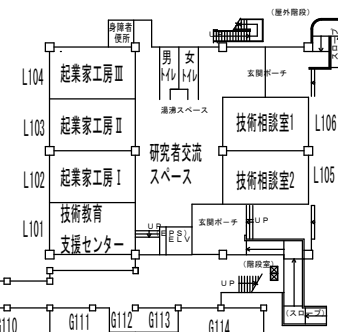 (屋外階段)
身障者
便所
UP
L104
起業家工房Ⅲ
男
トイレ
女
トイレ
玄関ポーチ
湯沸スペース
L103
起業家工房Ⅱ
技術相談室1
L106
研究者交流
スペース
L102
起業家工房Ⅰ
技術相談室2
L105
L101
技術教育
支援センター
UP
EPS
ELV
玄関ポーチ
UP
(階段室)
UP
(スロープ)
G110
G111
G112
G113
G114